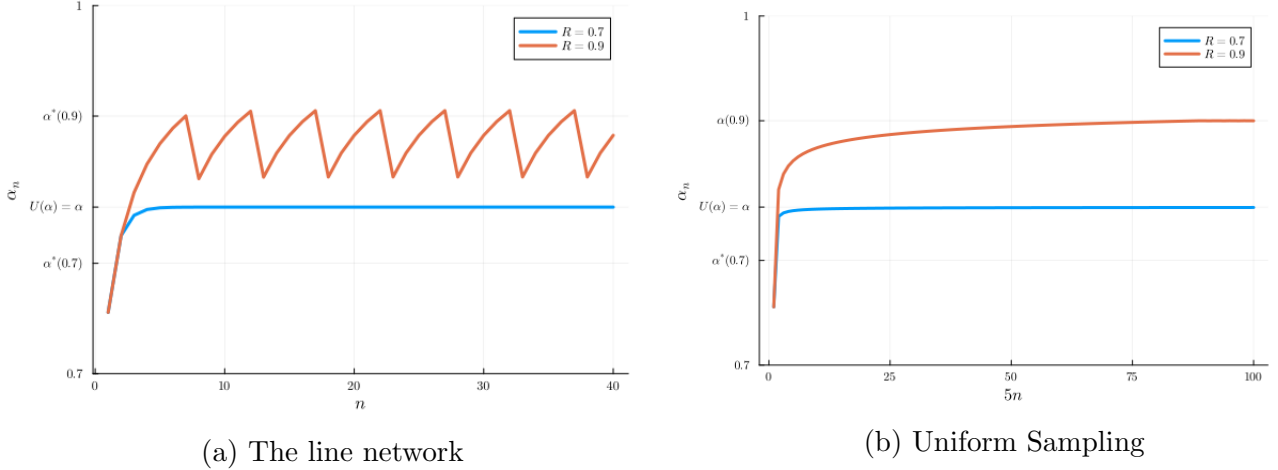 1
R = 0.7
R = 0.9
α*(0.9)
αₙ
U(α) = α
α*(0.7)
0.7
0
10
20
30
40
n
(a) The line network
1
R = 0.7
R = 0.9
α(0.9)
αₙ
U(α) = α
α*(0.7)
0.7
0
25
50
75
100
5n
(b) Uniform Sampling